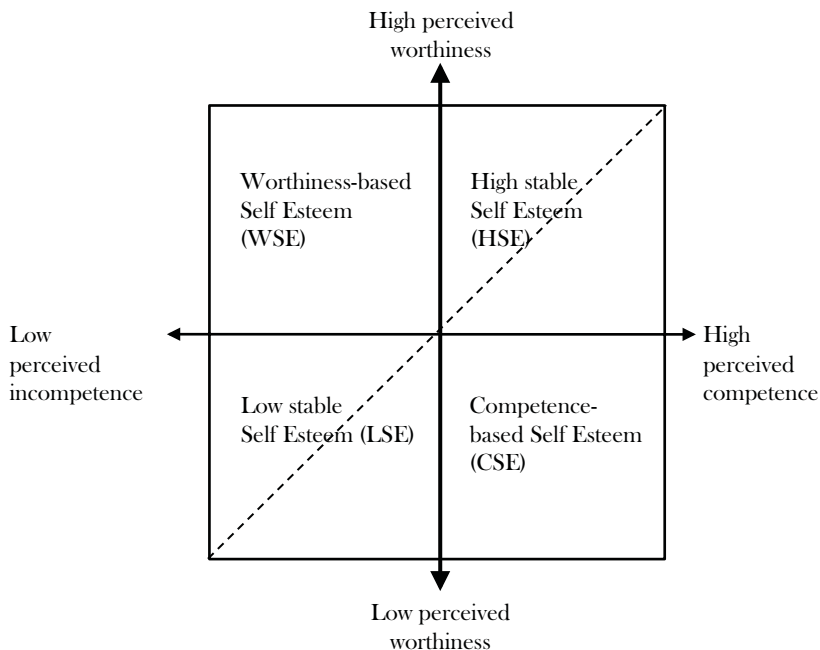 High perceived
worthiness
Worthiness-based
Self Esteem
(WSE)
High stable
Self Esteem
(HSE)
Low
perceived
incompetence
High
perceived
competence
Low stable
Self Esteem (LSE)
Competence-
based Self Esteem
(CSE)
Low perceived
worthiness